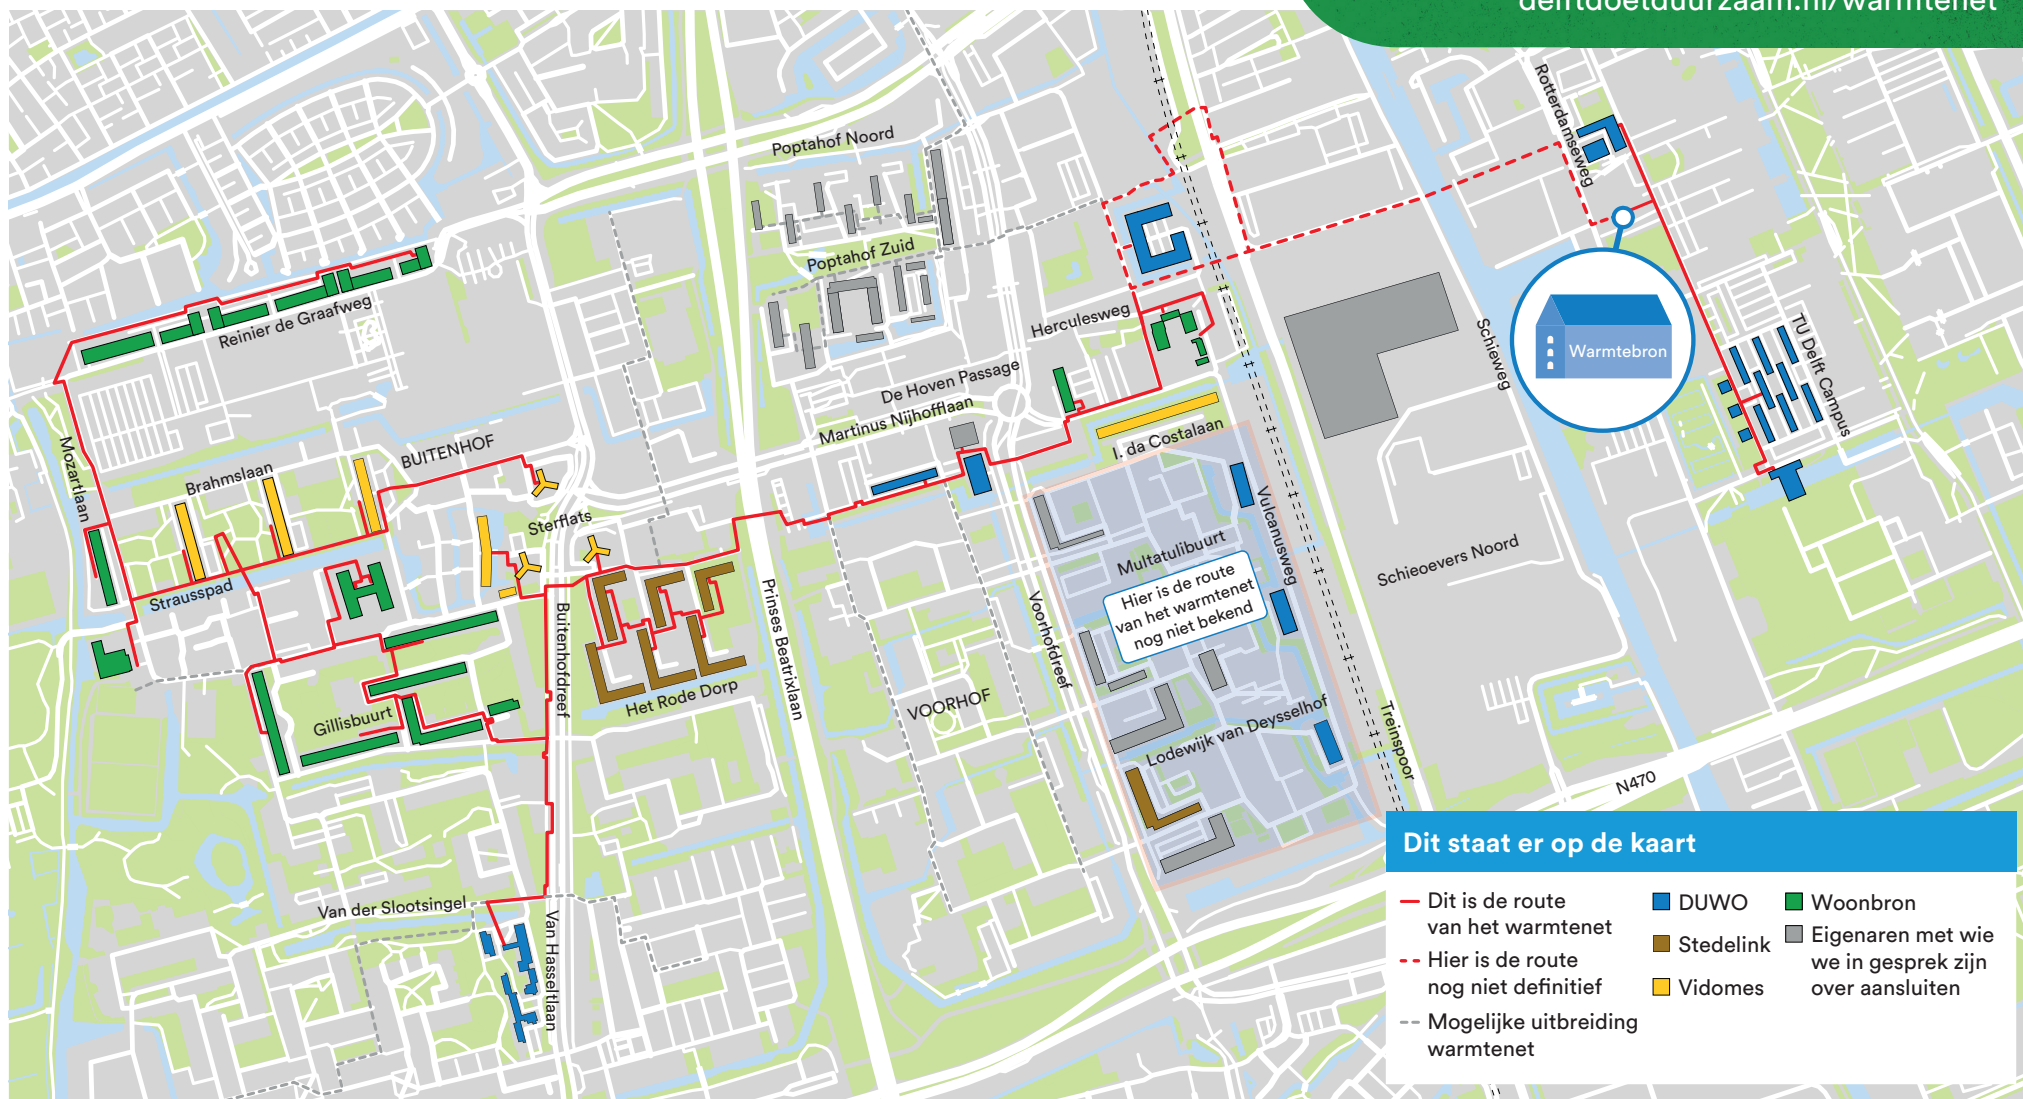 delftdoetduurzaam.nl/warmtenet
Rotterdamseweg
Poptahof Noord
Poptahof Zuid
Reinier de Graafweg
Herculesweg
Schieweg
Warmtebron
TU Delft Campus
De Hoven Passage
Martinus Nijhofflaan
I. da Costalaan
Mozartlaan
BUITENHOF
Brahmslaan
Sterflats
Vulcanusweg
Strausspad
Multatulibuurt
Hier is de route
van het warmtenet
nog niet bekend
Schieoevers Noord
Buitenhofdreef
Prinses Beatrixlaan
Voorhofdreef
Het Rode Dorp
VOORHOF
Gillisbuurt
Lodewijk van Deysselhof
Treinspoor
N470
Van der Slootsingel
Van Hasseltlaan
Dit staat er op de kaart
Dit is de route
van het warmtenet
Hier is de route
nog niet definitief
Mogelijke uitbreiding
warmtenet
DUWO
Stedelink
Vidomes
Woonbron
Eigenaren met wie
we in gesprek zijn
over aansluiten